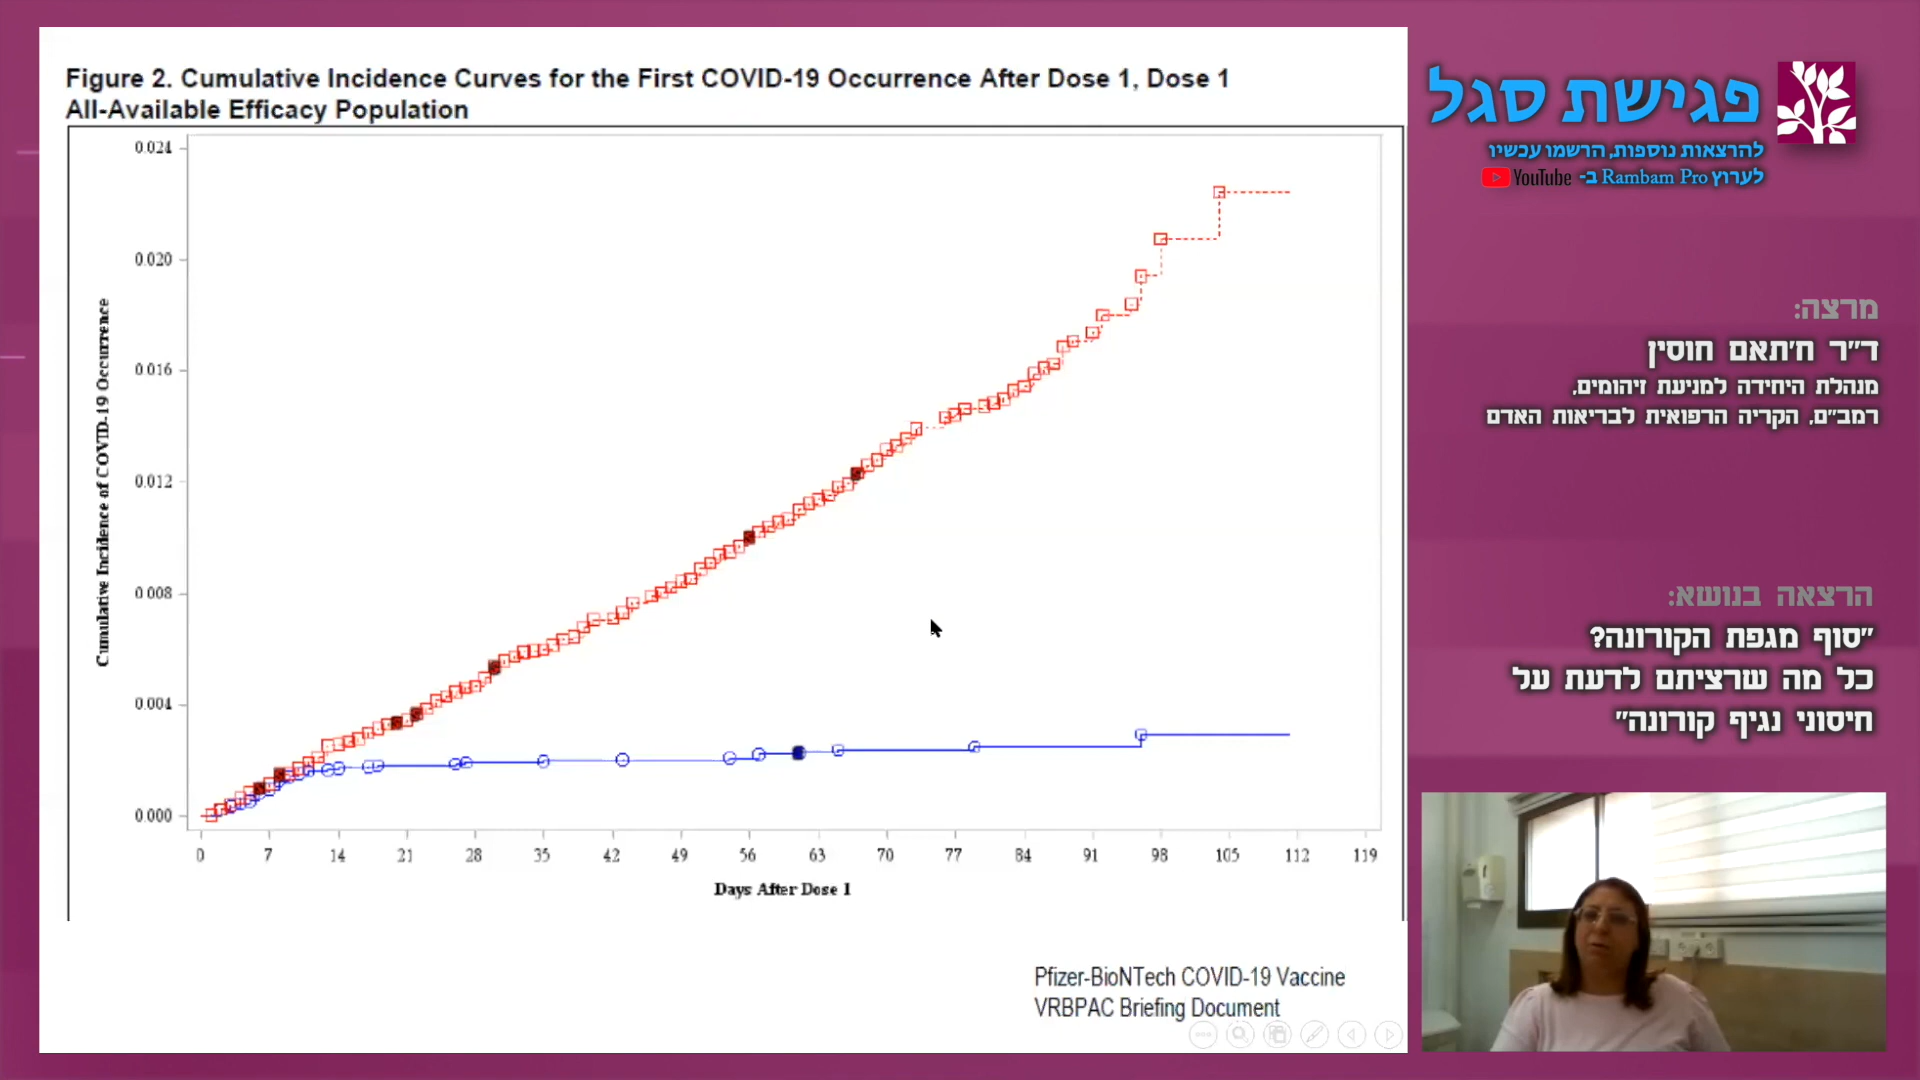 Figure 2. Cumulative Incidence Curves for the First COVID-19 Occurrence After Dose 1, Dose 1
All-Available Efficacy Population
Cumulative Incidence of COVID-19 Occurrence
0.024
0.020
0.016
0.012
0.008
0.004
0.000
0 7 14 21 28 35 42 49 56 63 70 77 84 91 98 105 112 119
Days After Dose 1
Pfizer-BioNTech COVID-19 Vaccine
VRBPAC Briefing Document
פגישת סגל
להרצאות נוספות, הרשמו עכשיו
לערוץ Rambam Pro ב- YouTube
מרצה:
ד"ר ח'תאם חוסין
מנהלת היחידה למניעת זיהומים,
רמב"ם, הקריה הרפואית לבריאות האדם
הרצאה בנושא:
"סוף מגפת הקורונה?
כל מה שרציתם לדעת על
חיסוני נגיף קורונה"